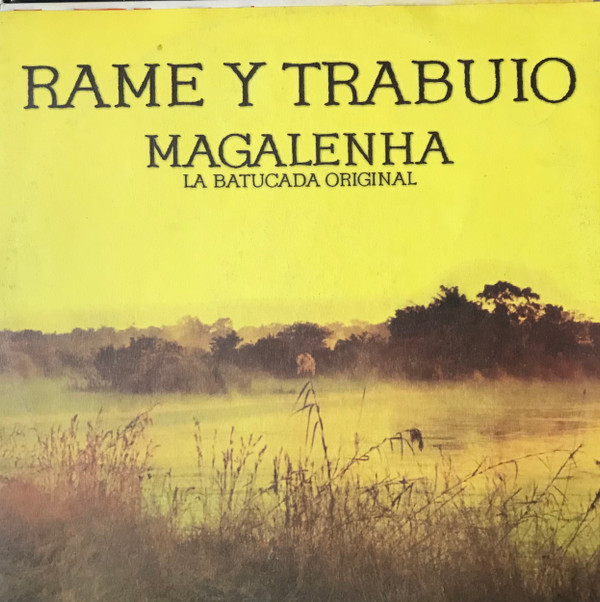 RAME Y TRABUIO
MAGALENHA
LA BATUCADA ORIGINAL